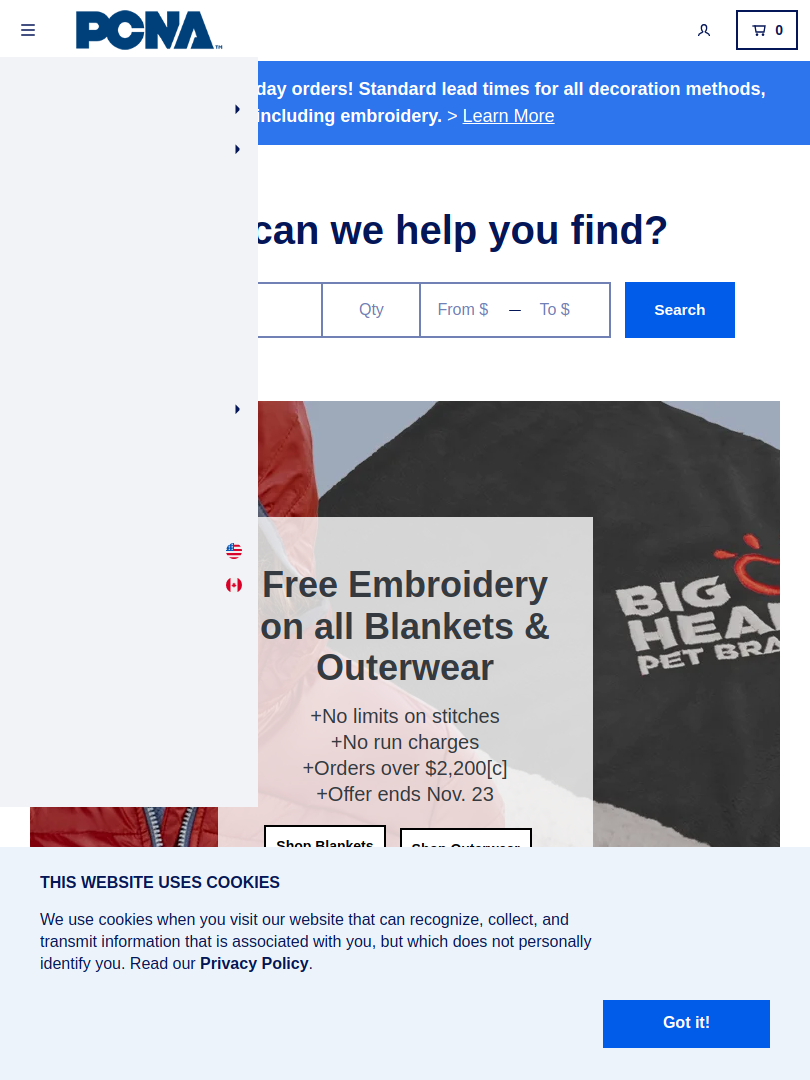 PCNA™
0
day orders! Standard lead times for all decoration methods,
including embroidery. > Learn More
can we help you find?
Qty
From $ — To $
Search
BIG
HEA
PET BRA
Free Embroidery
on all Blankets &
Outerwear
+No limits on stitches
+No run charges
+Orders over $2,200[c]
+Offer ends Nov. 23
Shop Blankets
Shop Outerwear
THIS WEBSITE USES COOKIES
We use cookies when you visit our website that can recognize, collect, and
transmit information that is associated with you, but which does not personally
identify you. Read our Privacy Policy.
Got it!